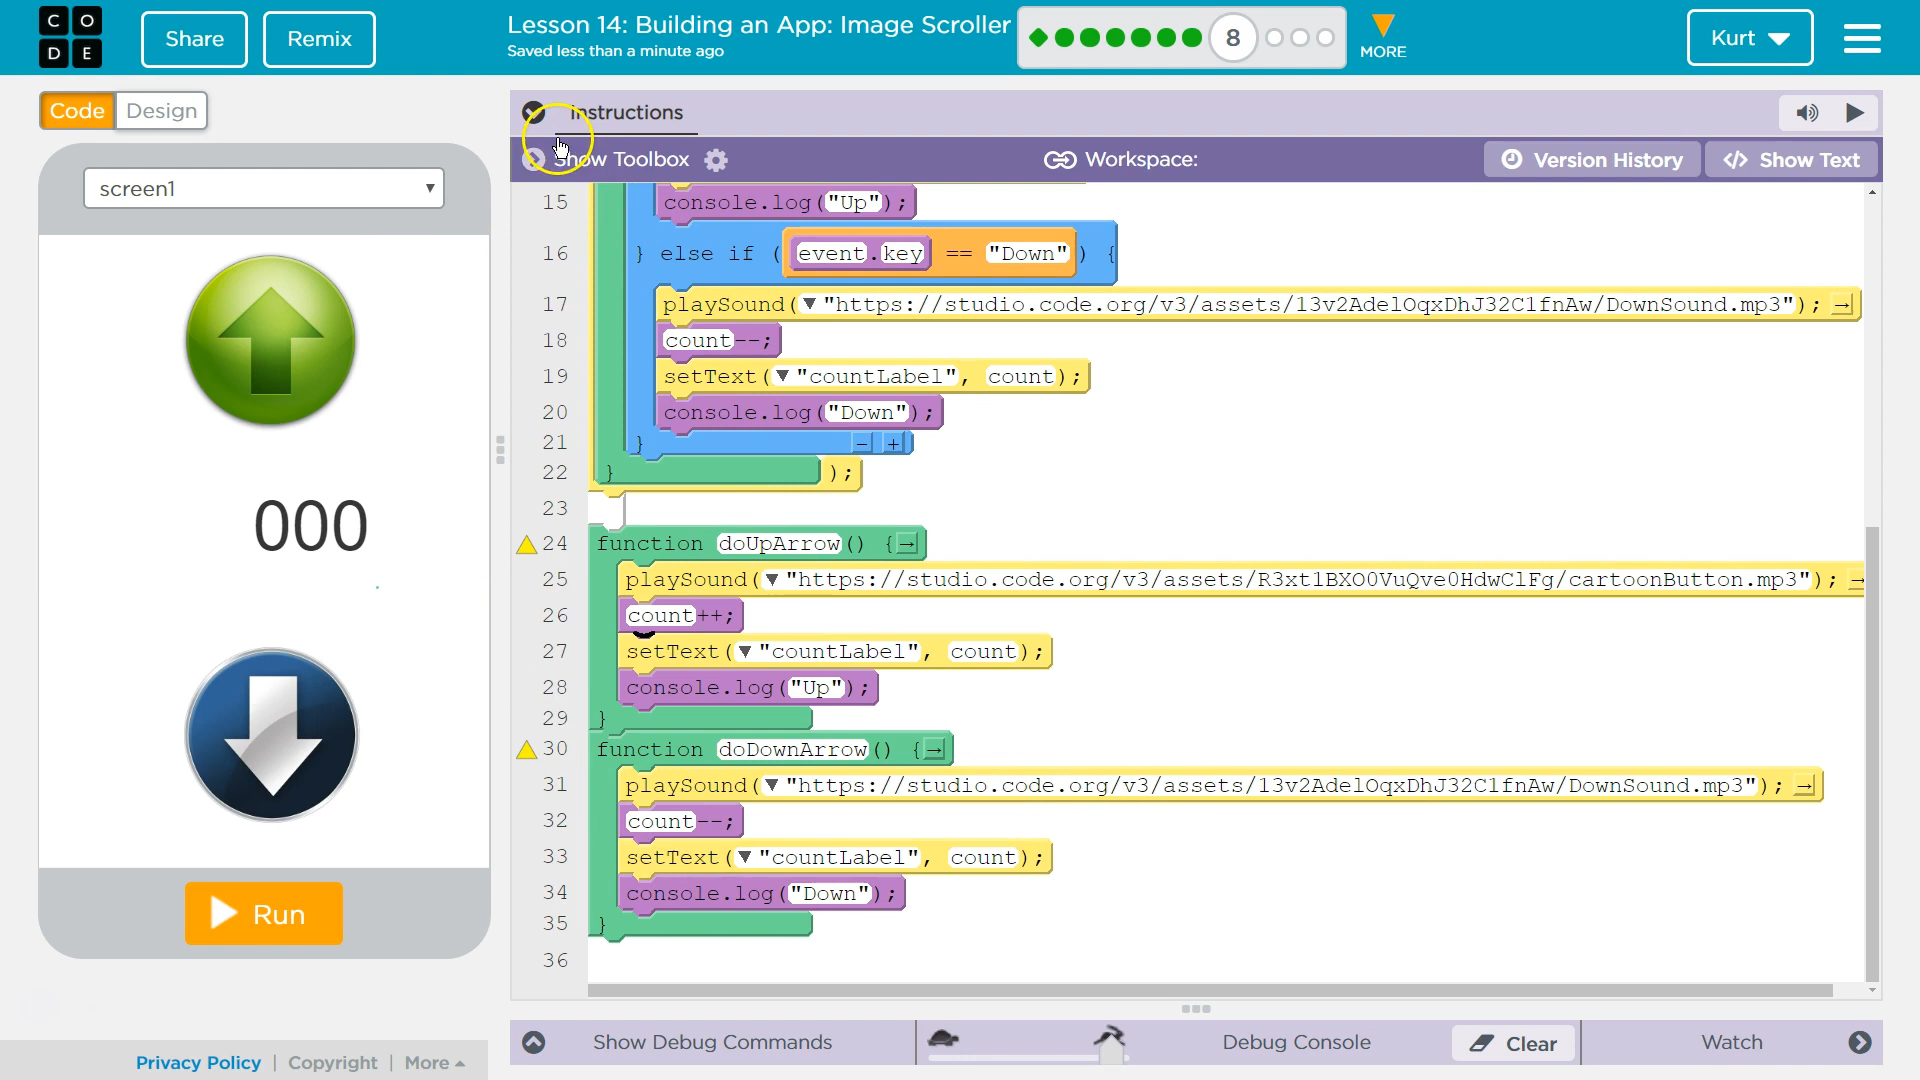 C O
D E
Share
Remix
Lesson 14: Building an App: Image Scroller
Saved less than a minute ago
8
MORE
Kurt
Code
Design
Instructions
Show Toolbox
Workspace:
Version History
</> Show Text
screen1
000
Run
15 console.log("Up");
16 } else if (event.key == "Down") {
17 playSound("https://studio.code.org/v3/assets/13v2AdelOqxDhJ32C1fnAw/DownSound.mp3");
18 count--;
19 setText("countLabel", count);
20 console.log("Down");
21 } - +
22 } );
23
24 function doUpArrow() {
25 playSound("https://studio.code.org/v3/assets/R3xt1BXO0VuQve0HdwClFg/cartoonButton.mp3");
26 count++;
27 setText("countLabel", count);
28 console.log("Up");
29 }
30 function doDownArrow() {
31 playSound("https://studio.code.org/v3/assets/13v2AdelOqxDhJ32C1fnAw/DownSound.mp3");
32 count--;
33 setText("countLabel", count);
34 console.log("Down");
35 }
36
Show Debug Commands
Debug Console
Clear
Watch
Privacy Policy | Copyright | More